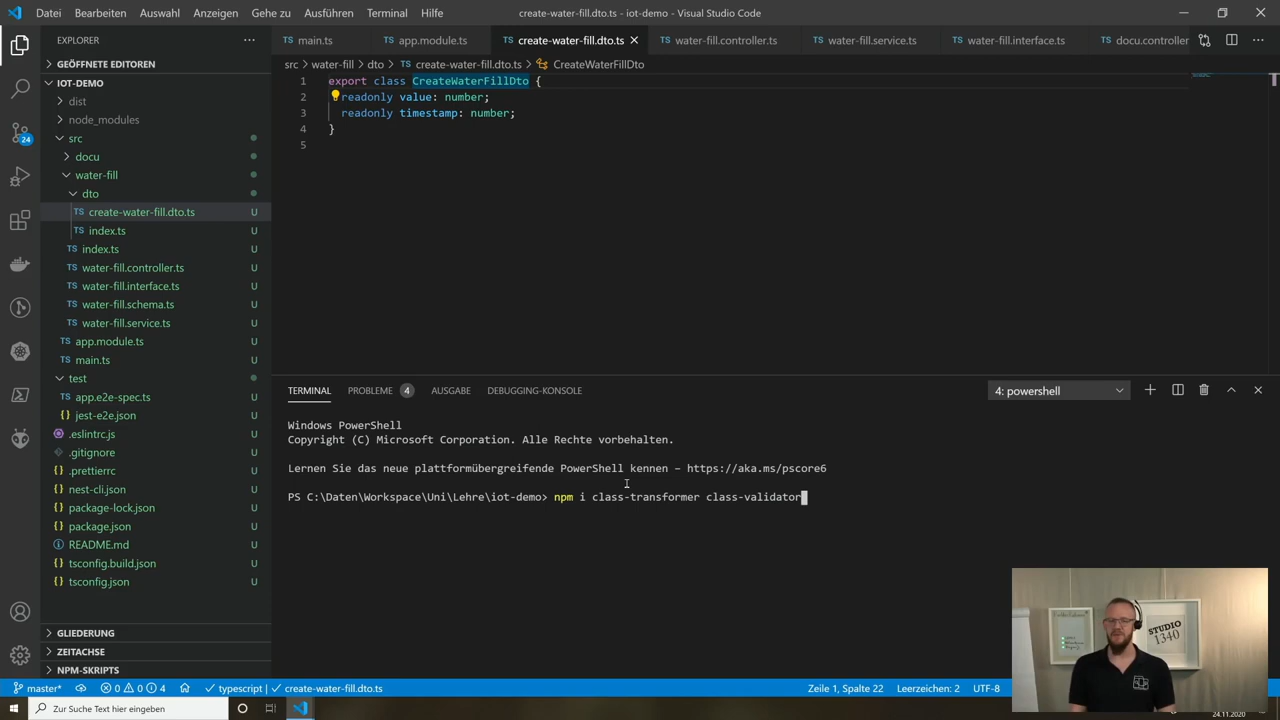 Datei Bearbeiten Auswahl Anzeigen Gehe zu Ausführen Terminal Hilfe create-water-fill.dto.ts - iot-demo - Visual Studio Code
EXPLORER
main.ts app.module.ts create-water-fill.dto.ts water-fill.controller.ts water-fill.service.ts water-fill.interface.ts docu.controller
GEÖFFNETE EDITOREN
src > water-fill > dto > create-water-fill.dto.ts > CreateWaterFillDto
IOT-DEMO
dist
node_modules
src
docu
water-fill
dto
create-water-fill.dto.ts U
index.ts U
index.ts U
water-fill.controller.ts U
water-fill.interface.ts U
water-fill.schema.ts U
water-fill.service.ts U
app.module.ts U
main.ts U
test
app.e2e-spec.ts U
jest-e2e.json U
.eslintrc.js U
.gitignore U
.prettierrc U
nest-cli.json U
package-lock.json U
package.json U
README.md U
tsconfig.build.json U
tsconfig.json U
GLIEDERUNG
ZEITACHSE
NPM-SKRIPTS
24
1 export class CreateWaterFillDto {
2 readonly value: number;
3 readonly timestamp: number;
4 }
5
TERMINAL PROBLEME 4 AUSGABE DEBUGGING-KONSOLE 4: powershell
Windows PowerShell
Copyright (C) Microsoft Corporation. Alle Rechte vorbehalten.
Lernen Sie das neue plattformübergreifende PowerShell kennen – https://aka.ms/pscore6
PS C:\Daten\Workspace\Uni\Lehre\iot-demo> npm i class-transformer class-validator
STUDIO
1340
master* 0 0 4 typescript | create-water-fill.dto.ts Zeile 1, Spalte 22 Leerzeichen: 2 UTF-8
Zur Suche Text hier eingeben
24.11.2020